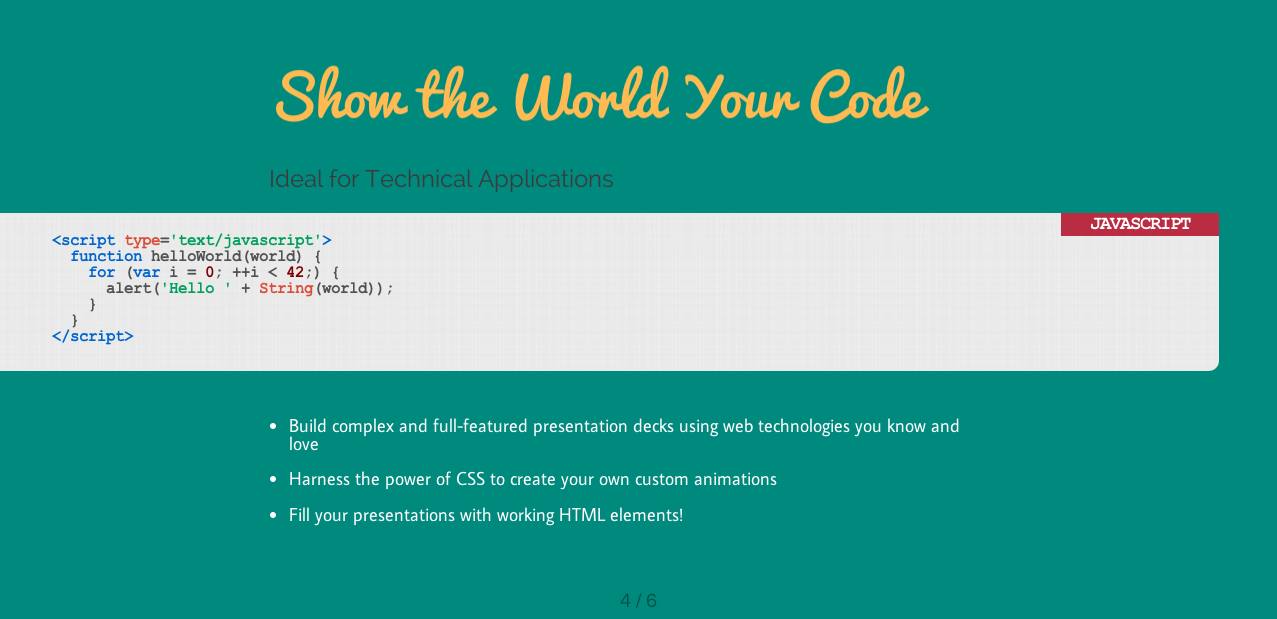 Show the World Your Code
Ideal for Technical Applications
JAVASCRIPT
<script type='text/javascript'>
  function helloWorld(world) {
    for (var i = 0; ++i < 42;) {
      alert('Hello ' + String(world));
    }
  }
</script>
• Build complex and full-featured presentation decks using web technologies you know and
love
• Harness the power of CSS to create your own custom animations
• Fill your presentations with working HTML elements!
4 / 6